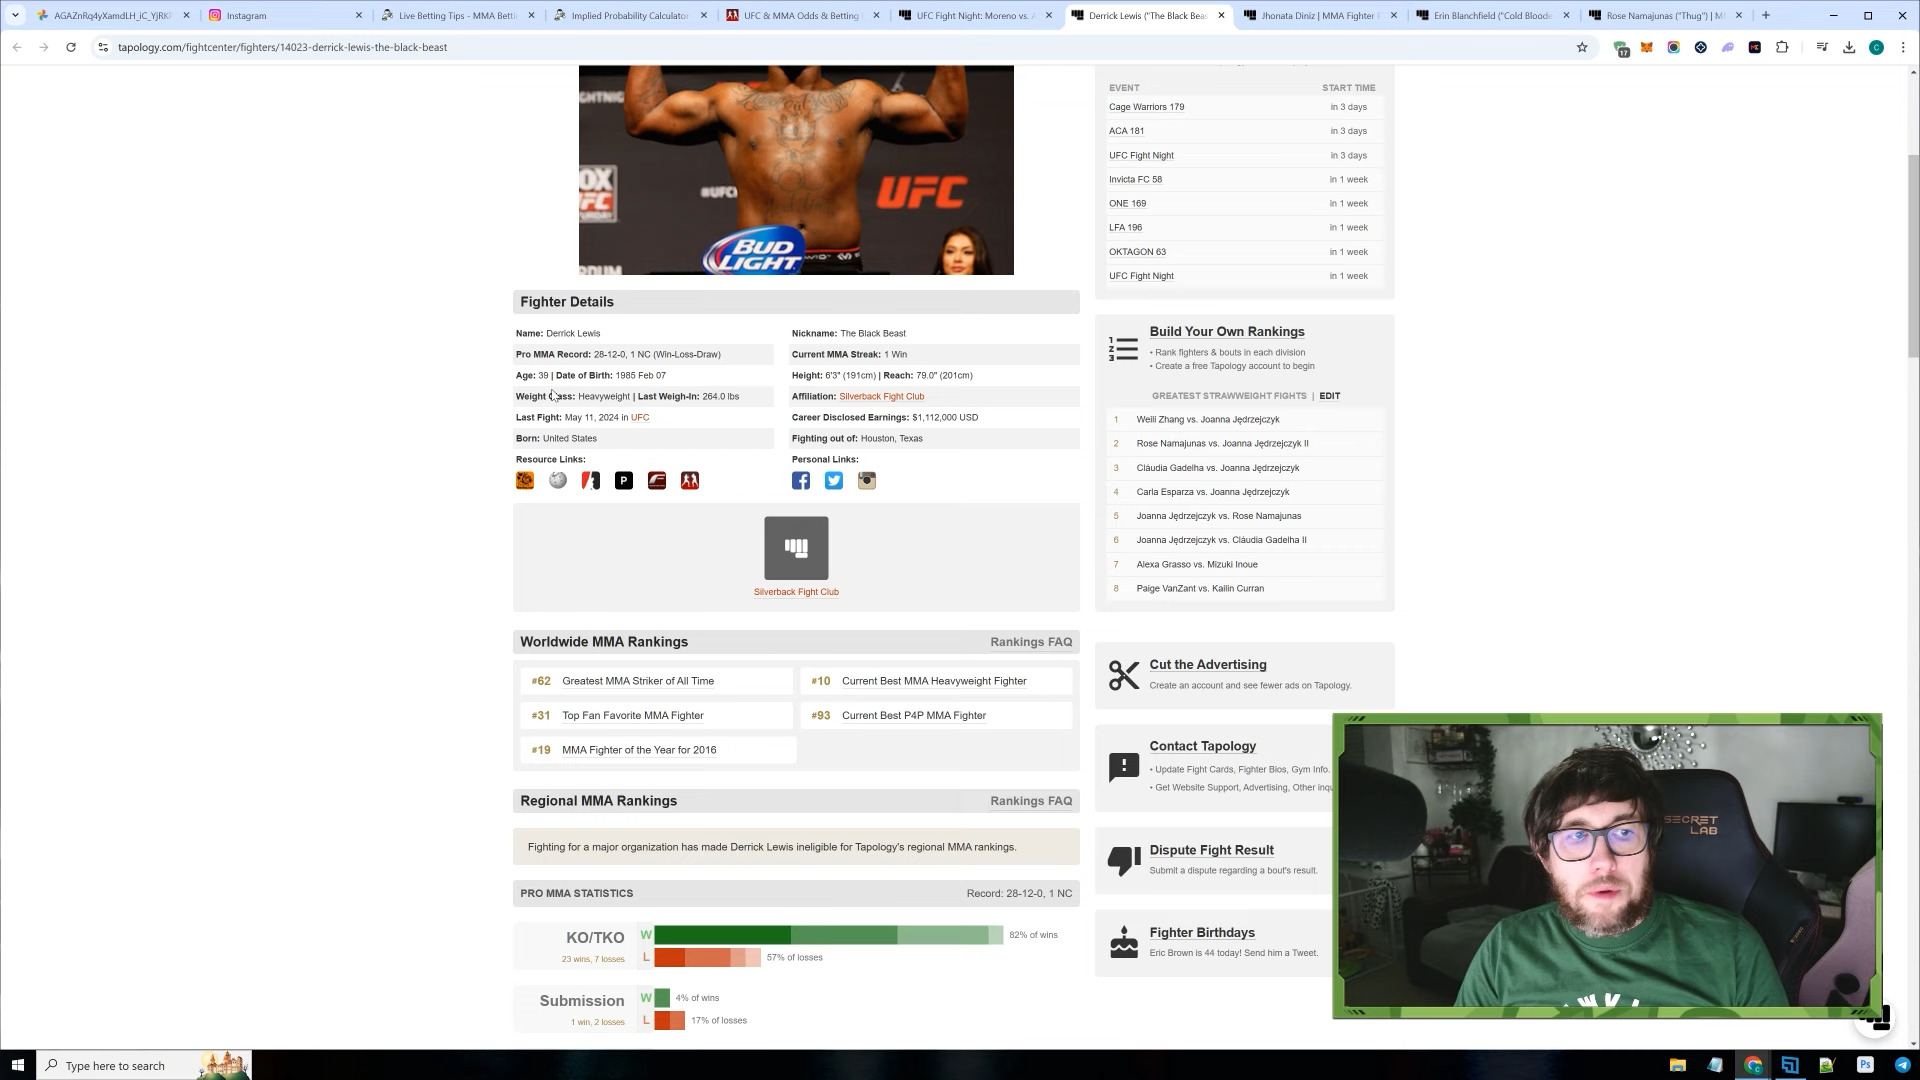 AGAZnRq4yXamdLH_iC_YjRKP
Instagram
Live Betting Tips - MMA Betti
Implied Probability Calculator
UFC & MMA Odds & Betting
UFC Fight Night: Moreno vs. A
Derrick Lewis ("The Black Beas
Jhonata Diniz | MMA Fighter P
Erin Blanchfield ("Cold Bloode
Rose Namajunas ("Thug") | M
tapology.com/fightcenter/fighters/14023-derrick-lewis-the-black-beast
17
UFC
#UFC
BUD
LIGHT
EVENT START TIME
Cage Warriors 179 in 3 days
ACA 181 in 3 days
UFC Fight Night in 3 days
Invicta FC 58 in 1 week
ONE 169 in 1 week
LFA 196 in 1 week
OKTAGON 63 in 1 week
UFC Fight Night in 1 week
Fighter Details
Name: Derrick Lewis
Nickname: The Black Beast
Pro MMA Record: 28-12-0, 1 NC (Win-Loss-Draw)
Current MMA Streak: 1 Win
Age: 39 | Date of Birth: 1985 Feb 07
Height: 6'3" (191cm) | Reach: 79.0" (201cm)
Weight Class: Heavyweight | Last Weigh-In: 264.0 lbs
Affiliation: Silverback Fight Club
Last Fight: May 11, 2024 in UFC
Career Disclosed Earnings: $1,112,000 USD
Born: United States
Fighting out of: Houston, Texas
Resource Links:
Personal Links:
P
Silverback Fight Club
Build Your Own Rankings
• Rank fighters & bouts in each division
• Create a free Tapology account to begin
GREATEST STRAWWEIGHT FIGHTS | EDIT
1 Weili Zhang vs. Joanna Jędrzejczyk
2 Rose Namajunas vs. Joanna Jędrzejczyk II
3 Cláudia Gadelha vs. Joanna Jędrzejczyk
4 Carla Esparza vs. Joanna Jędrzejczyk
5 Joanna Jędrzejczyk vs. Rose Namajunas
6 Joanna Jędrzejczyk vs. Cláudia Gadelha II
7 Alexa Grasso vs. Mizuki Inoue
8 Paige VanZant vs. Kailin Curran
Worldwide MMA Rankings Rankings FAQ
#62 Greatest MMA Striker of All Time
#10 Current Best MMA Heavyweight Fighter
#31 Top Fan Favorite MMA Fighter
#93 Current Best P4P MMA Fighter
#19 MMA Fighter of the Year for 2016
Regional MMA Rankings Rankings FAQ
Fighting for a major organization has made Derrick Lewis ineligible for Tapology's regional MMA rankings.
PRO MMA STATISTICS Record: 28-12-0, 1 NC
KO/TKO
23 wins, 7 losses
W 82% of wins
L 57% of losses
Submission
1 win, 2 losses
W 4% of wins
L 17% of losses
Cut the Advertising
Create an account and see fewer ads on Tapology.
Contact Tapology
• Update Fight Cards, Fighter Bios, Gym Info.
• Get Website Support, Advertising, Other inqu
Dispute Fight Result
Submit a dispute regarding a bout's result.
Fighter Birthdays
Eric Brown is 44 today! Send him a Tweet.
SECRET
LAB
Type here to search
Ps